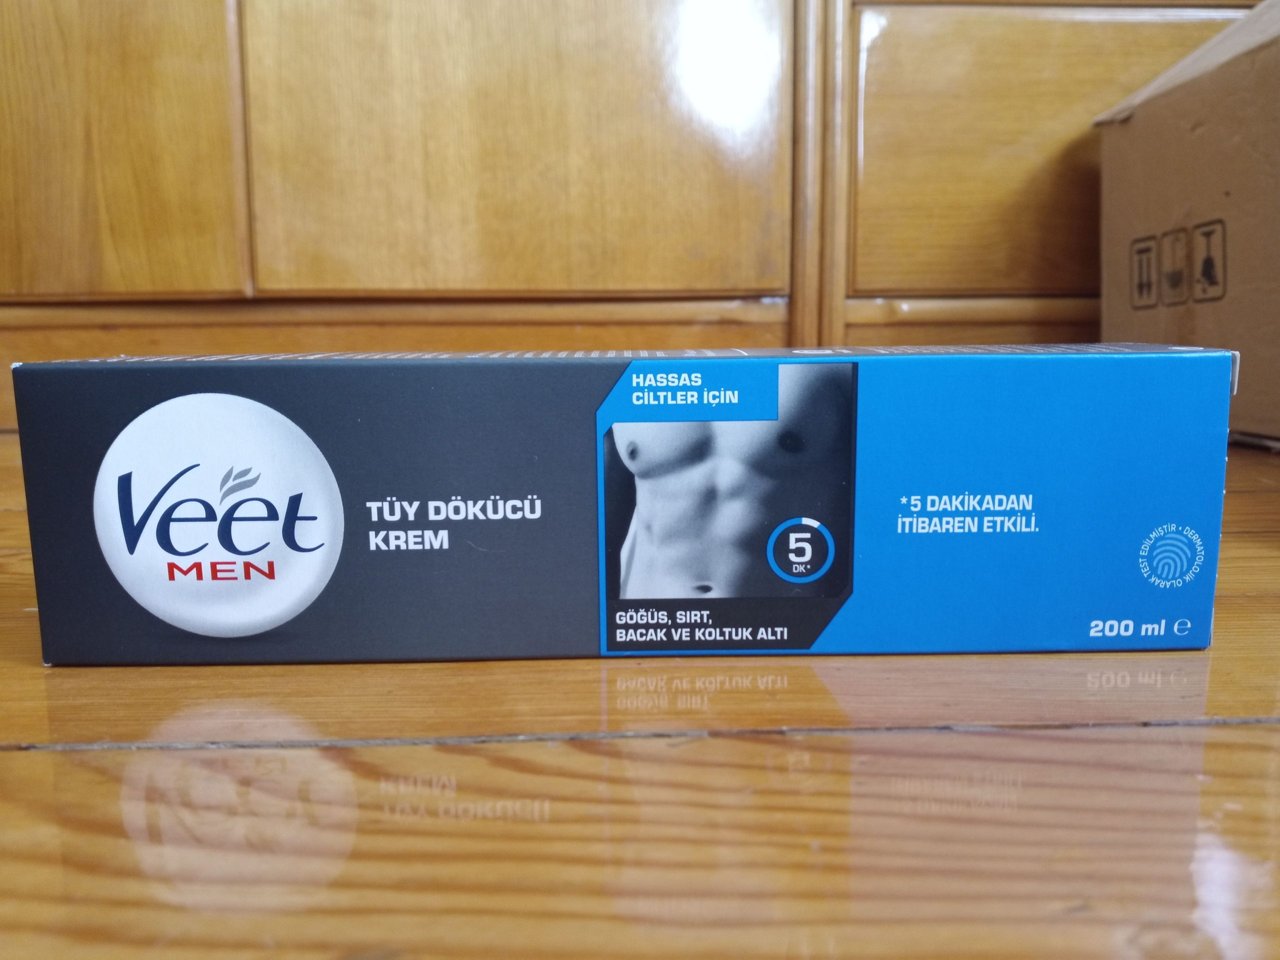 Veet
MEN
TÜY DÖKÜCÜ
KREM
HASSAS
CİLTLER İÇİN
5
DK*
GÖĞÜS, SIRT,
BACAK VE KOLTUK ALTI
*5 DAKİKADAN
İTİBAREN ETKİLİ.
DERMATOLOJİK OLARAK TEST EDİLMİŞTİR •
200 ml ℮